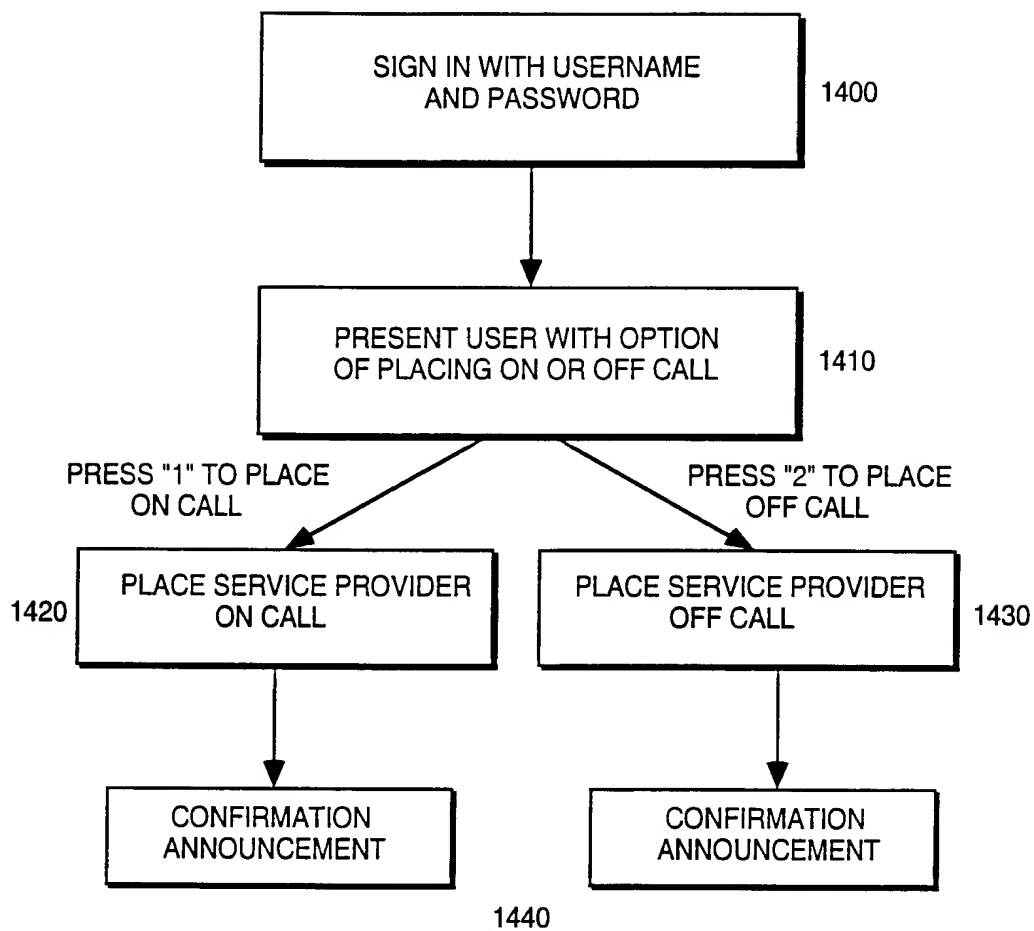 SIGN IN WITH USERNAME
AND PASSWORD
1400
PRESENT USER WITH OPTION
OF PLACING ON OR OFF CALL
1410
PRESS "1" TO PLACE
ON CALL
PRESS "2" TO PLACE
OFF CALL
1420
PLACE SERVICE PROVIDER
ON CALL
PLACE SERVICE PROVIDER
OFF CALL
1430
CONFIRMATION
ANNOUNCEMENT
CONFIRMATION
ANNOUNCEMENT
1440